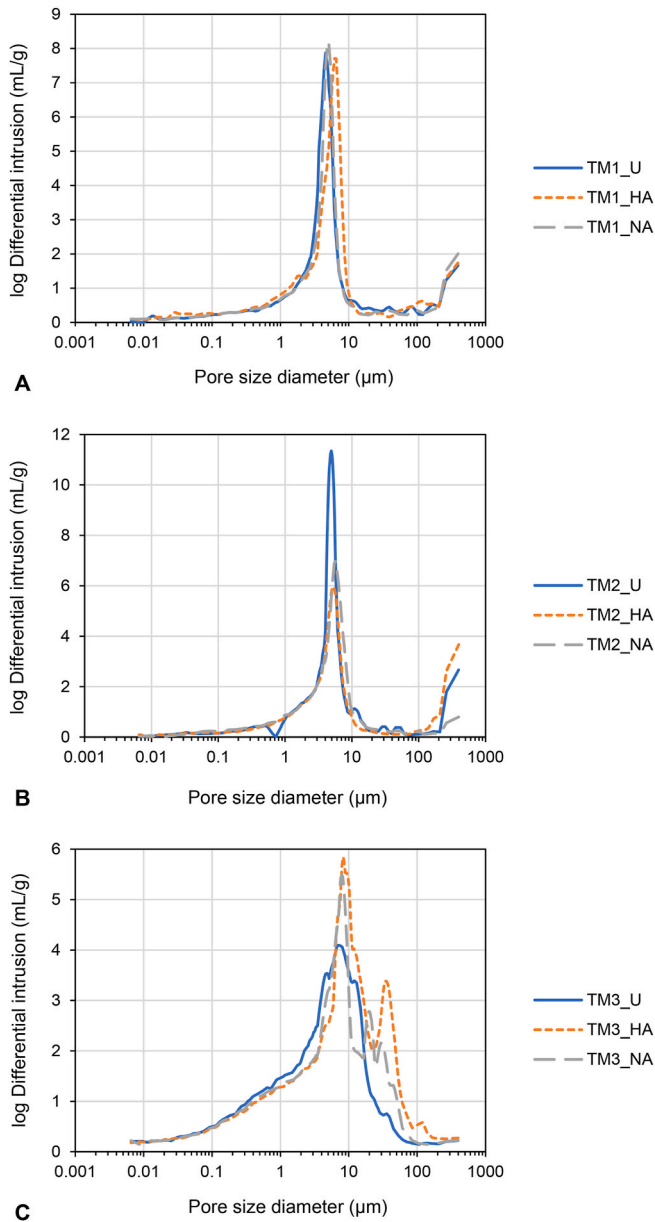 9
8
7
6
5
4
3
2
1
0
log Differential intrusion (mL/g)
0.001 0.01 0.1 1 10 100 1000
Pore size diameter (µm)
A
TM1_U
TM1_HA
TM1_NA
12
10
8
6
4
2
0
log Differential intrusion (mL/g)
0.001 0.01 0.1 1 10 100 1000
Pore size diameter (µm)
B
TM2_U
TM2_HA
TM2_NA
6
5
4
3
2
1
0
log Differential intrusion (mL/g)
0.001 0.01 0.1 1 10 100 1000
Pore size diameter (µm)
C
TM3_U
TM3_HA
TM3_NA